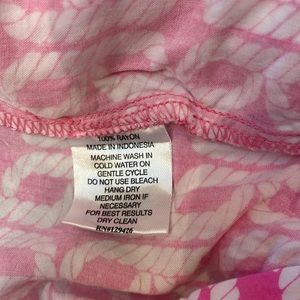 100% RAYON
MADE IN INDONESIA
MACHINE WASH IN
COLD WATER ON
GENTLE CYCLE
DO NOT USE BLEACH
HANG DRY
MEDIUM IRON IF
NECESSARY
FOR BEST RESULTS
DRY CLEAN
RN#129426